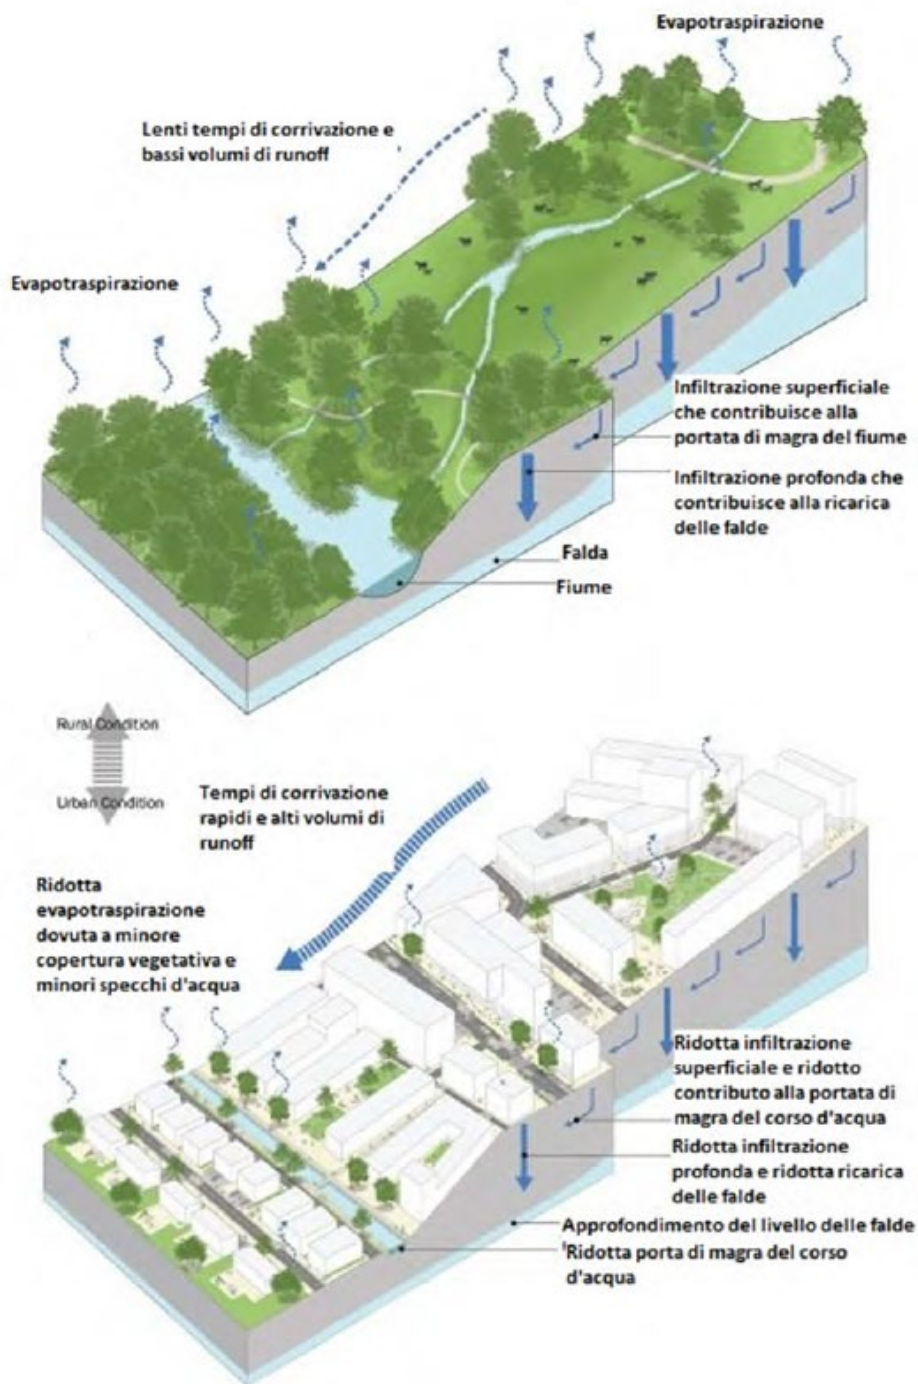 Evapotraspirazione
Lenti tempi di corrivazione e
bassi volumi di runoff
Evapotraspirazione
Infiltrazione superficiale
che contribuisce alla
portata di magra del fiume
Infiltrazione profonda che
contribuisce alla ricarica
delle falde
Falda
Fiume
Rural Condition
Urban Condition
Tempi di corrivazione
rapidi e alti volumi di
runoff
Ridotta
evapotraspirazione
dovuta a minore
copertura vegetativa e
minori specchi d'acqua
Ridotta infiltrazione
superficiale e ridotto
contributo alla portata di
magra del corso d'acqua
Ridotta infiltrazione
profonda e ridotta ricarica
delle falde
Approfondimento del livello delle falde
'Ridotta porta di magra del corso
d'acqua